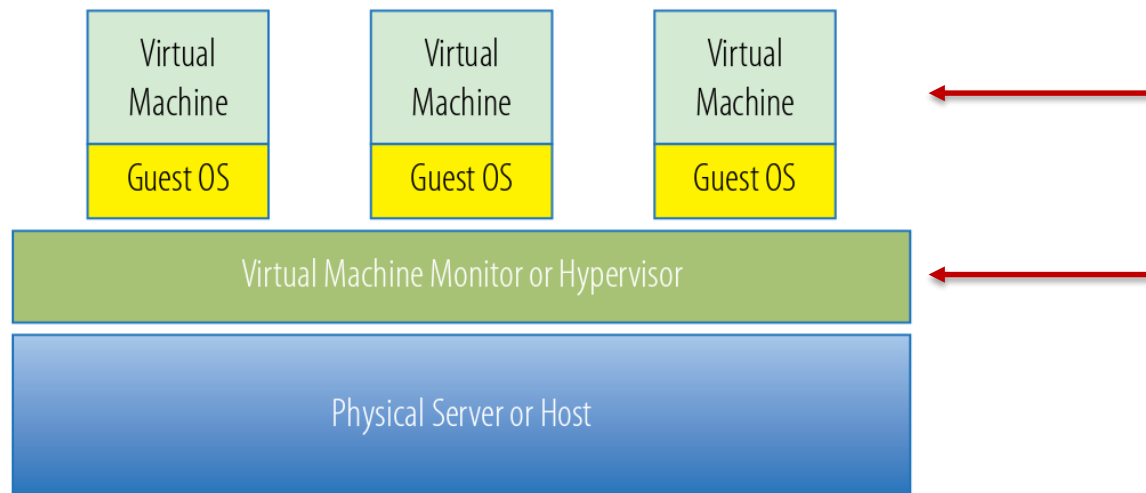 Virtual
Machine
Guest OS
Virtual
Machine
Guest OS
Virtual
Machine
Guest OS
Virtual Machine Monitor or Hypervisor
Physical Server or Host